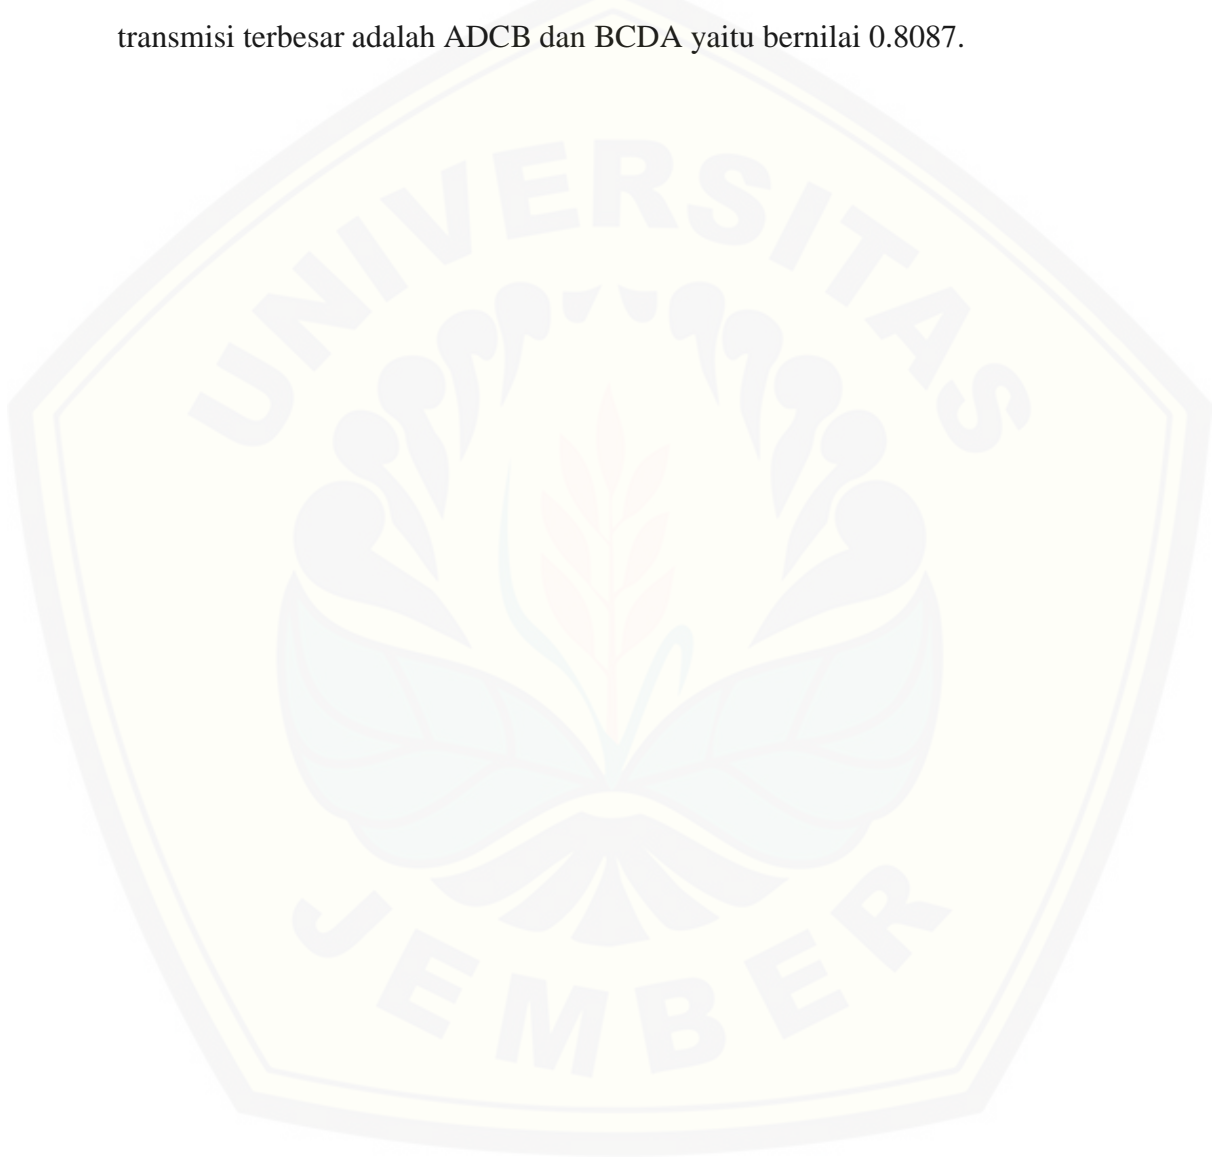 transmisi terbesar adalah ADCB dan BCDA yaitu bernilai 0.8087.
UNIVERSITAS
JEMBER